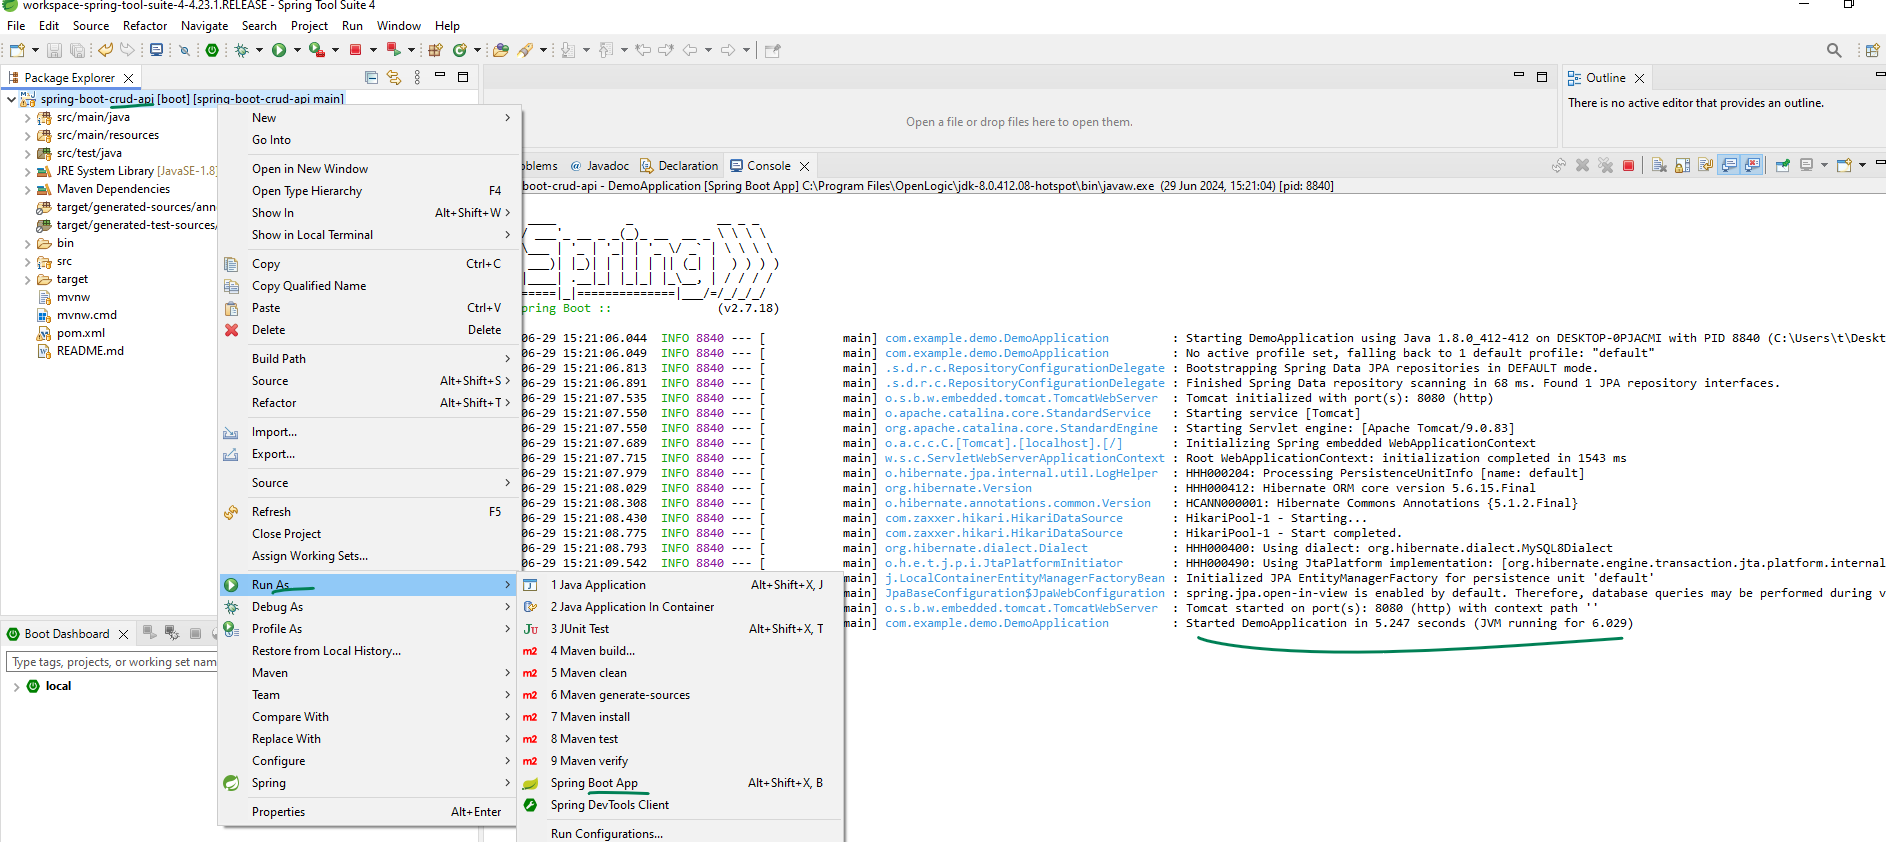 workspace-spring-tool-suite-4-4.23.1.RELEASE - Spring Tool Suite 4
File Edit Source Refactor Navigate Search Project Run Window Help
Package Explorer
spring-boot-crud-api [boot] [spring-boot-crud-api main]
src/main/java
src/main/resources
src/test/java
JRE System Library [JavaSE-1.8]
Maven Dependencies
target/generated-sources/ann
target/generated-test-sources/
bin
src
target
mvnw
mvnw.cmd
pom.xml
README.md
Boot Dashboard
Type tags, projects, or working set nam
local
New
Go Into
Open in New Window
Open Type Hierarchy F4
Show In Alt+Shift+W
Show in Local Terminal
Copy Ctrl+C
Copy Qualified Name
Paste Ctrl+V
Delete Delete
Build Path
Source Alt+Shift+S
Refactor Alt+Shift+T
Import...
Export...
Source
Refresh F5
Close Project
Assign Working Sets...
Run As
Debug As
Profile As
Restore from Local History...
Maven
Team
Compare With
Replace With
Configure
Spring
Properties Alt+Enter
1 Java Application Alt+Shift+X, J
2 Java Application In Container
3 JUnit Test Alt+Shift+X, T
4 Maven build...
5 Maven clean
6 Maven generate-sources
7 Maven install
8 Maven test
9 Maven verify
Spring Boot App Alt+Shift+X, B
Spring DevTools Client
Run Configurations...
Open a file or drop files here to open them.
Outline
There is no active editor that provides an outline.
oblems @ Javadoc Declaration Console
boot-crud-api - DemoApplication [Spring Boot App] C:\Program Files\OpenLogic\jdk-8.0.412.08-hotspot\bin\javaw.exe (29 Jun 2024, 15:21:04) [pid: 8840]
pring Boot :: (v2.7.18)
06-29 15:21:06.044 INFO 8840 --- [ main] com.example.demo.DemoApplication : Starting DemoApplication using Java 1.8.0_412-412 on DESKTOP-0PJACMI with PID 8840 (C:\Users\t\Deskt
06-29 15:21:06.049 INFO 8840 --- [ main] com.example.demo.DemoApplication : No active profile set, falling back to 1 default profile: "default"
06-29 15:21:06.813 INFO 8840 --- [ main] .s.d.r.c.RepositoryConfigurationDelegate : Bootstrapping Spring Data JPA repositories in DEFAULT mode.
06-29 15:21:06.891 INFO 8840 --- [ main] .s.d.r.c.RepositoryConfigurationDelegate : Finished Spring Data repository scanning in 68 ms. Found 1 JPA repository interfaces.
06-29 15:21:07.535 INFO 8840 --- [ main] o.s.b.w.embedded.tomcat.TomcatWebServer : Tomcat initialized with port(s): 8080 (http)
06-29 15:21:07.550 INFO 8840 --- [ main] o.apache.catalina.core.StandardService : Starting service [Tomcat]
06-29 15:21:07.550 INFO 8840 --- [ main] org.apache.catalina.core.StandardEngine : Starting Servlet engine: [Apache Tomcat/9.0.83]
06-29 15:21:07.689 INFO 8840 --- [ main] o.a.c.c.C.[Tomcat].[localhost].[/] : Initializing Spring embedded WebApplicationContext
06-29 15:21:07.715 INFO 8840 --- [ main] w.s.c.ServletWebServerApplicationContext : Root WebApplicationContext: initialization completed in 1543 ms
06-29 15:21:07.979 INFO 8840 --- [ main] o.hibernate.jpa.internal.util.LogHelper : HHH000204: Processing PersistenceUnitInfo [name: default]
06-29 15:21:08.029 INFO 8840 --- [ main] org.hibernate.Version : HHH000412: Hibernate ORM core version 5.6.15.Final
06-29 15:21:08.308 INFO 8840 --- [ main] o.hibernate.annotations.common.Version : HCANN000001: Hibernate Commons Annotations {5.1.2.Final}
06-29 15:21:08.430 INFO 8840 --- [ main] com.zaxxer.hikari.HikariDataSource : HikariPool-1 - Starting...
06-29 15:21:08.775 INFO 8840 --- [ main] com.zaxxer.hikari.HikariDataSource : HikariPool-1 - Start completed.
06-29 15:21:08.793 INFO 8840 --- [ main] org.hibernate.dialect.Dialect : HHH000400: Using dialect: org.hibernate.dialect.MySQL8Dialect
06-29 15:21:09.542 INFO 8840 --- [ main] o.h.e.t.j.p.i.JtaPlatformInitiator : HHH000490: Using JtaPlatform implementation: [org.hibernate.engine.transaction.jta.platform.internal
main] j.LocalContainerEntityManagerFactoryBean : Initialized JPA EntityManagerFactory for persistence unit 'default'
main] JpaBaseConfiguration$JpaWebConfiguration : spring.jpa.open-in-view is enabled by default. Therefore, database queries may be performed during v
main] o.s.b.w.embedded.tomcat.TomcatWebServer : Tomcat started on port(s): 8080 (http) with context path ''
main] com.example.demo.DemoApplication : Started DemoApplication in 5.247 seconds (JVM running for 6.029)